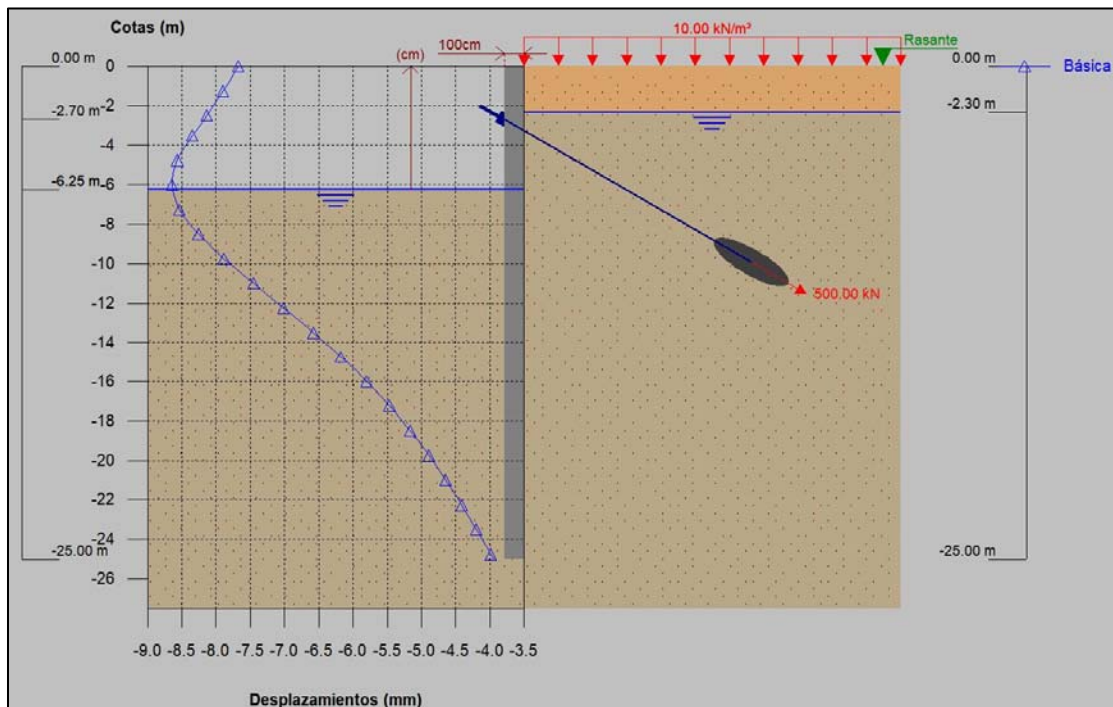 Cotas (m)
100cm
10.00 kN/m²
Rasante
0.00 m
0
(cm)
0.00 m
Básica
-2
-2.70 m
-2.30 m
-4
-6.25 m
-6
-8
-10
500.00 kN
-12
-14
-16
-18
-20
-22
-24
-25.00 m
-25.00 m
-26
-9.0 -8.5 -8.0 -7.5 -7.0 -6.5 -6.0 -5.5 -5.0 -4.5 -4.0 -3.5
Desplazamientos (mm)